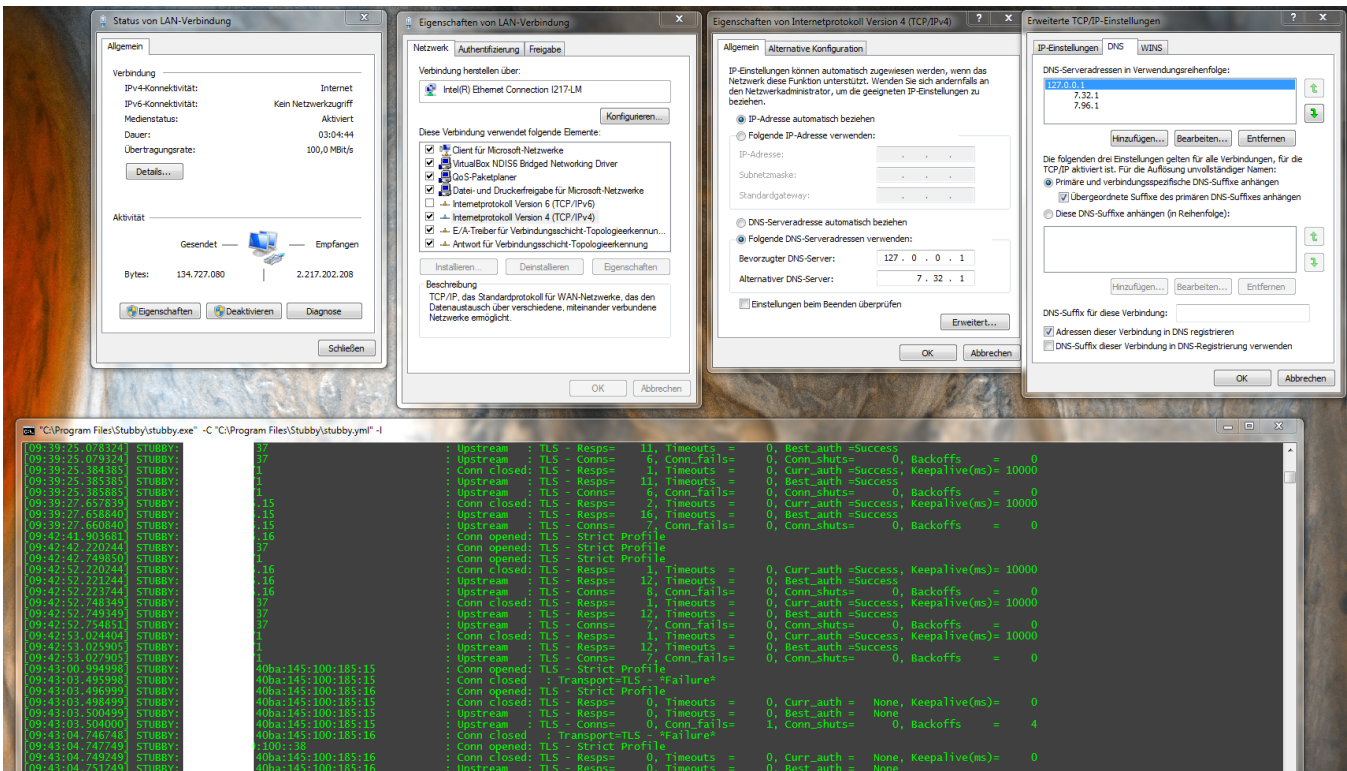 Status von LAN-Verbindung
Allgemein
Verbindung
IPv4-Konnektivität: Internet
IPv6-Konnektivität: Kein Netzwerkzugriff
Medienstatus: Aktiviert
Dauer: 03:04:44
Übertragungsrate: 100,0 MBit/s
Details...
Aktivität
Gesendet — Empfangen
Bytes: 134.727.080 | 2.217.202.208
Eigenschaften Deaktivieren Diagnose
Schließen
Eigenschaften von LAN-Verbindung
Netzwerk Authentifizierung Freigabe
Verbindung herstellen über:
Intel(R) Ethernet Connection I217-LM
Konfigurieren...
Diese Verbindung verwendet folgende Elemente:
Client für Microsoft-Netzwerke
VirtualBox NDIS6 Bridged Networking Driver
QoS-Paketplaner
Datei- und Druckerfreigabe für Microsoft-Netzwerke
Internetprotokoll Version 6 (TCP/IPv6)
Internetprotokoll Version 4 (TCP/IPv4)
E/A-Treiber für Verbindungsschicht-Topologieerkennun...
Antwort für Verbindungsschicht-Topologieerkennung
Installieren... Deinstallieren Eigenschaften
Beschreibung
TCP/IP, das Standardprotokoll für WAN-Netzwerke, das den
Datenaustausch über verschiedene, miteinander verbundene
Netzwerke ermöglicht.
OK Abbrechen
Eigenschaften von Internetprotokoll Version 4 (TCP/IPv4)
Allgemein Alternative Konfiguration
IP-Einstellungen können automatisch zugewiesen werden, wenn das
Netzwerk diese Funktion unterstützt. Wenden Sie sich andernfalls an
den Netzwerkadministrator, um die geeigneten IP-Einstellungen zu
beziehen.
IP-Adresse automatisch beziehen
Folgende IP-Adresse verwenden:
IP-Adresse:
Subnetzmaske:
Standardgateway:
DNS-Serveradresse automatisch beziehen
Folgende DNS-Serveradressen verwenden:
Bevorzugter DNS-Server: 127 . 0 . 0 . 1
Alternativer DNS-Server: 7 . 32 . 1
Einstellungen beim Beenden überprüfen
Erweitert...
OK Abbrechen
Erweiterte TCP/IP-Einstellungen
IP-Einstellungen DNS WINS
DNS-Serveradressen in Verwendungsreihenfolge:
127.0.0.1
7.32.1
7.96.1
Hinzufügen... Bearbeiten... Entfernen
Die folgenden drei Einstellungen gelten für alle Verbindungen, für die
TCP/IP aktiviert ist. Für die Auflösung unvollständiger Namen:
Primäre und verbindungsspezifische DNS-Suffixe anhängen
Übergeordnete Suffixe des primären DNS-Suffixes anhängen
Diese DNS-Suffixe anhängen (in Reihenfolge):
Hinzufügen... Bearbeiten... Entfernen
DNS-Suffix für diese Verbindung:
Adressen dieser Verbindung in DNS registrieren
DNS-Suffix dieser Verbindung in DNS-Registrierung verwenden
OK Abbrechen
"C:\Program Files\Stubby\stubby.exe" -C "C:\Program Files\Stubby\stubby.yml" -l
[09:39:25.078324] STUBBY: 37 : Upstream : TLS - Resps= 11, Timeouts = 0, Best_auth =Success
[09:39:25.079324] STUBBY: 37 : Upstream : TLS - Conns= 6, Conn_fails= 0, Conn_shuts= 0, Backoffs = 0
[09:39:25.384385] STUBBY: 1 : Conn closed: TLS - Resps= 1, Timeouts = 0, Curr_auth =Success, Keepalive(ms)= 10000
[09:39:25.385385] STUBBY: 1 : Upstream : TLS - Resps= 11, Timeouts = 0, Best_auth =Success
[09:39:25.385885] STUBBY: 1 : Upstream : TLS - Conns= 6, Conn_fails= 0, Conn_shuts= 0, Backoffs = 0
[09:39:27.657839] STUBBY: .15 : Conn closed: TLS - Resps= 2, Timeouts = 0, Curr_auth =Success, Keepalive(ms)= 10000
[09:39:27.658840] STUBBY: .15 : Upstream : TLS - Resps= 16, Timeouts = 0, Best_auth =Success
[09:39:27.660840] STUBBY: .15 : Upstream : TLS - Conns= 7, Conn_fails= 0, Conn_shuts= 0, Backoffs = 0
[09:42:41.903681] STUBBY: .16 : Conn opened: TLS - Strict Profile
[09:42:42.220244] STUBBY: 37 : Conn opened: TLS - Strict Profile
[09:42:42.749850] STUBBY: 1 : Conn opened: TLS - Strict Profile
[09:42:52.220244] STUBBY: .16 : Conn closed: TLS - Resps= 1, Timeouts = 0, Curr_auth =Success, Keepalive(ms)= 10000
[09:42:52.221244] STUBBY: .16 : Upstream : TLS - Resps= 12, Timeouts = 0, Best_auth =Success
[09:42:52.223744] STUBBY: .16 : Upstream : TLS - Conns= 8, Conn_fails= 0, Conn_shuts= 0, Backoffs = 0
[09:42:52.748349] STUBBY: 37 : Conn closed: TLS - Resps= 1, Timeouts = 0, Curr_auth =Success, Keepalive(ms)= 10000
[09:42:52.749349] STUBBY: 37 : Upstream : TLS - Resps= 12, Timeouts = 0, Best_auth =Success
[09:42:52.754851] STUBBY: 37 : Upstream : TLS - Conns= 7, Conn_fails= 0, Conn_shuts= 0, Backoffs = 0
[09:42:53.024404] STUBBY: 1 : Conn closed: TLS - Resps= 1, Timeouts = 0, Curr_auth =Success, Keepalive(ms)= 10000
[09:42:53.025905] STUBBY: 1 : Upstream : TLS - Resps= 12, Timeouts = 0, Best_auth =Success
[09:42:53.027905] STUBBY: 1 : Upstream : TLS - Conns= 7, Conn_fails= 0, Conn_shuts= 0, Backoffs = 0
[09:43:00.994998] STUBBY: 40ba:145:100:185:15 : Conn opened: TLS - Strict Profile
[09:43:03.495998] STUBBY: 40ba:145:100:185:15 : Conn closed : Transport=TLS - *Failure*
[09:43:03.496999] STUBBY: 40ba:145:100:185:16 : Conn opened: TLS - Strict Profile
[09:43:03.498499] STUBBY: 40ba:145:100:185:15 : Conn closed: TLS - Resps= 0, Timeouts = 0, Curr_auth = None, Keepalive(ms)= 0
[09:43:03.500499] STUBBY: 40ba:145:100:185:15 : Upstream : TLS - Resps= 0, Timeouts = 0, Best_auth = None
[09:43:03.504000] STUBBY: 40ba:145:100:185:15 : Upstream : TLS - Conns= 0, Conn_fails= 1, Conn_shuts= 0, Backoffs = 4
[09:43:04.746748] STUBBY: 40ba:145:100:185:16 : Conn closed : Transport=TLS - *Failure*
[09:43:04.747749] STUBBY: :100::38 : Conn opened: TLS - Strict Profile
[09:43:04.749249] STUBBY: 40ba:145:100:185:16 : Conn closed: TLS - Resps= 0, Timeouts = 0, Curr_auth = None, Keepalive(ms)= 0
[09:43:04.751249] STUBBY: 40ba:145:100:185:16 : Upstream : TLS - Resps= 0, Timeouts = 0, Best_auth = None